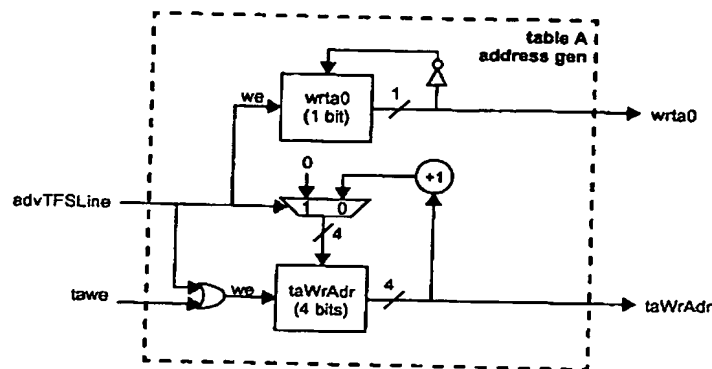 table A
address gen
we
wrta0
(1 bit)
1
wrta0
0
+1
advTFSLine
1 0
4
tawe
we
taWrAdr
(4 bits)
4
taWrAdr